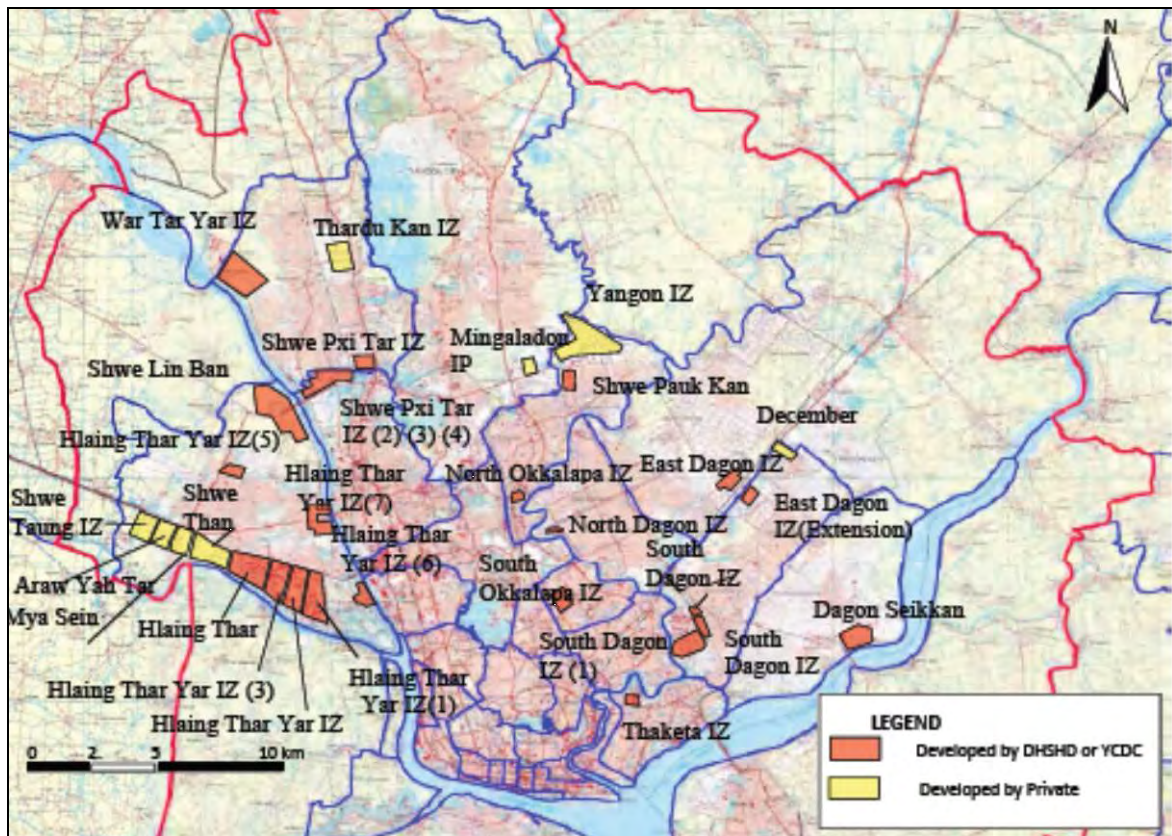 N
War Tar Yar IZ
Thardu Kan IZ
Yangon IZ
Mingaladon
IP
Shwe Pxi Tar IZ
Shwe Lin Ban
Shwe Pauk Kan
Shwe Pxi Tar
IZ (2) (3) (4)
December
Hlaing Thar Yar IZ(5)
Hlaing Thar
Yar IZ(7)
North Okkalapa IZ
East Dagon IZ
Shwe
Taung IZ
Shwe
Than
East Dagon
IZ(Extension)
North Dagon IZ
Hlaing Thar
Yar IZ (6)
South
Dagon IZ
South
Okkalapa IZ
Araw Yah Tar
Mya Sein
Hlaing Thar
Dagon Seikkan
South Dagon
IZ (1)
South
Dagon IZ
Hlaing Thar Yar IZ (3)
Hlaing Thar
Yar IZ(1)
Hlaing Thar Yar IZ
Thaketa IZ
0 2. 5 10 km
LEGEND
Developed by DHSHD or YCDC
Developed by Private